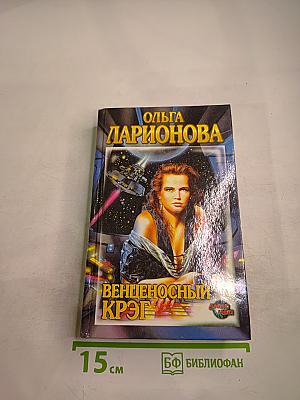 ОЛЬГА
ЛАРИОНОВА
ВЕНЦЕНОСНЫЙ
КРЭГ
15 см
БФ БИБЛИОФАН